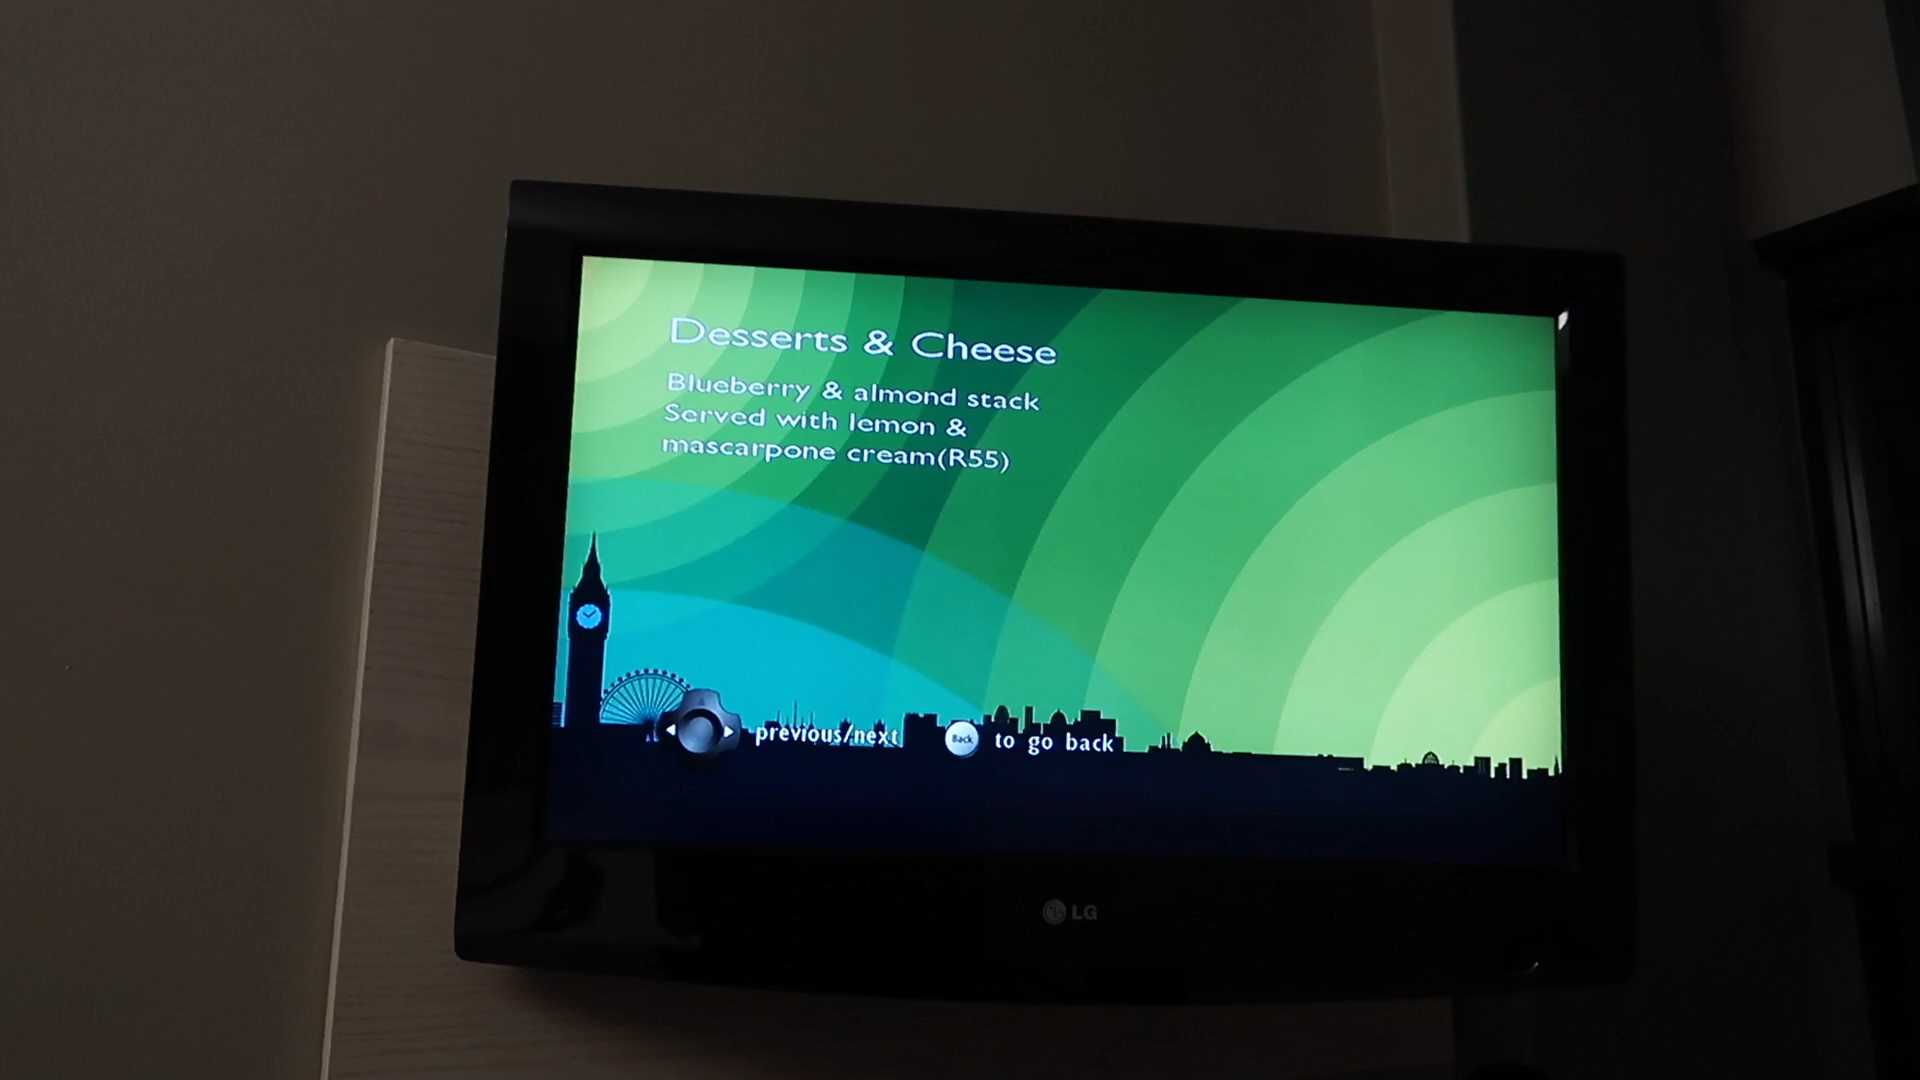 Desserts & Cheese
Blueberry & almond stack
Served with lemon &
mascarpone cream(R55)
previous/next
Back to go back
LG